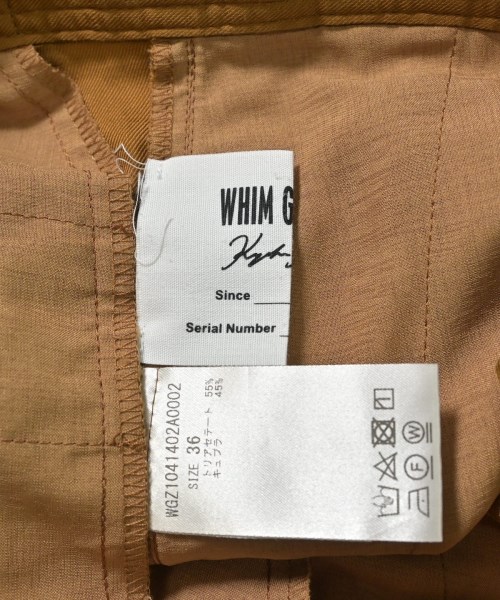 WHIM G
Since
Serial Number
WGZ1041402A0002
SIZE 36
トリアセテート 55%
キュプラ 45%